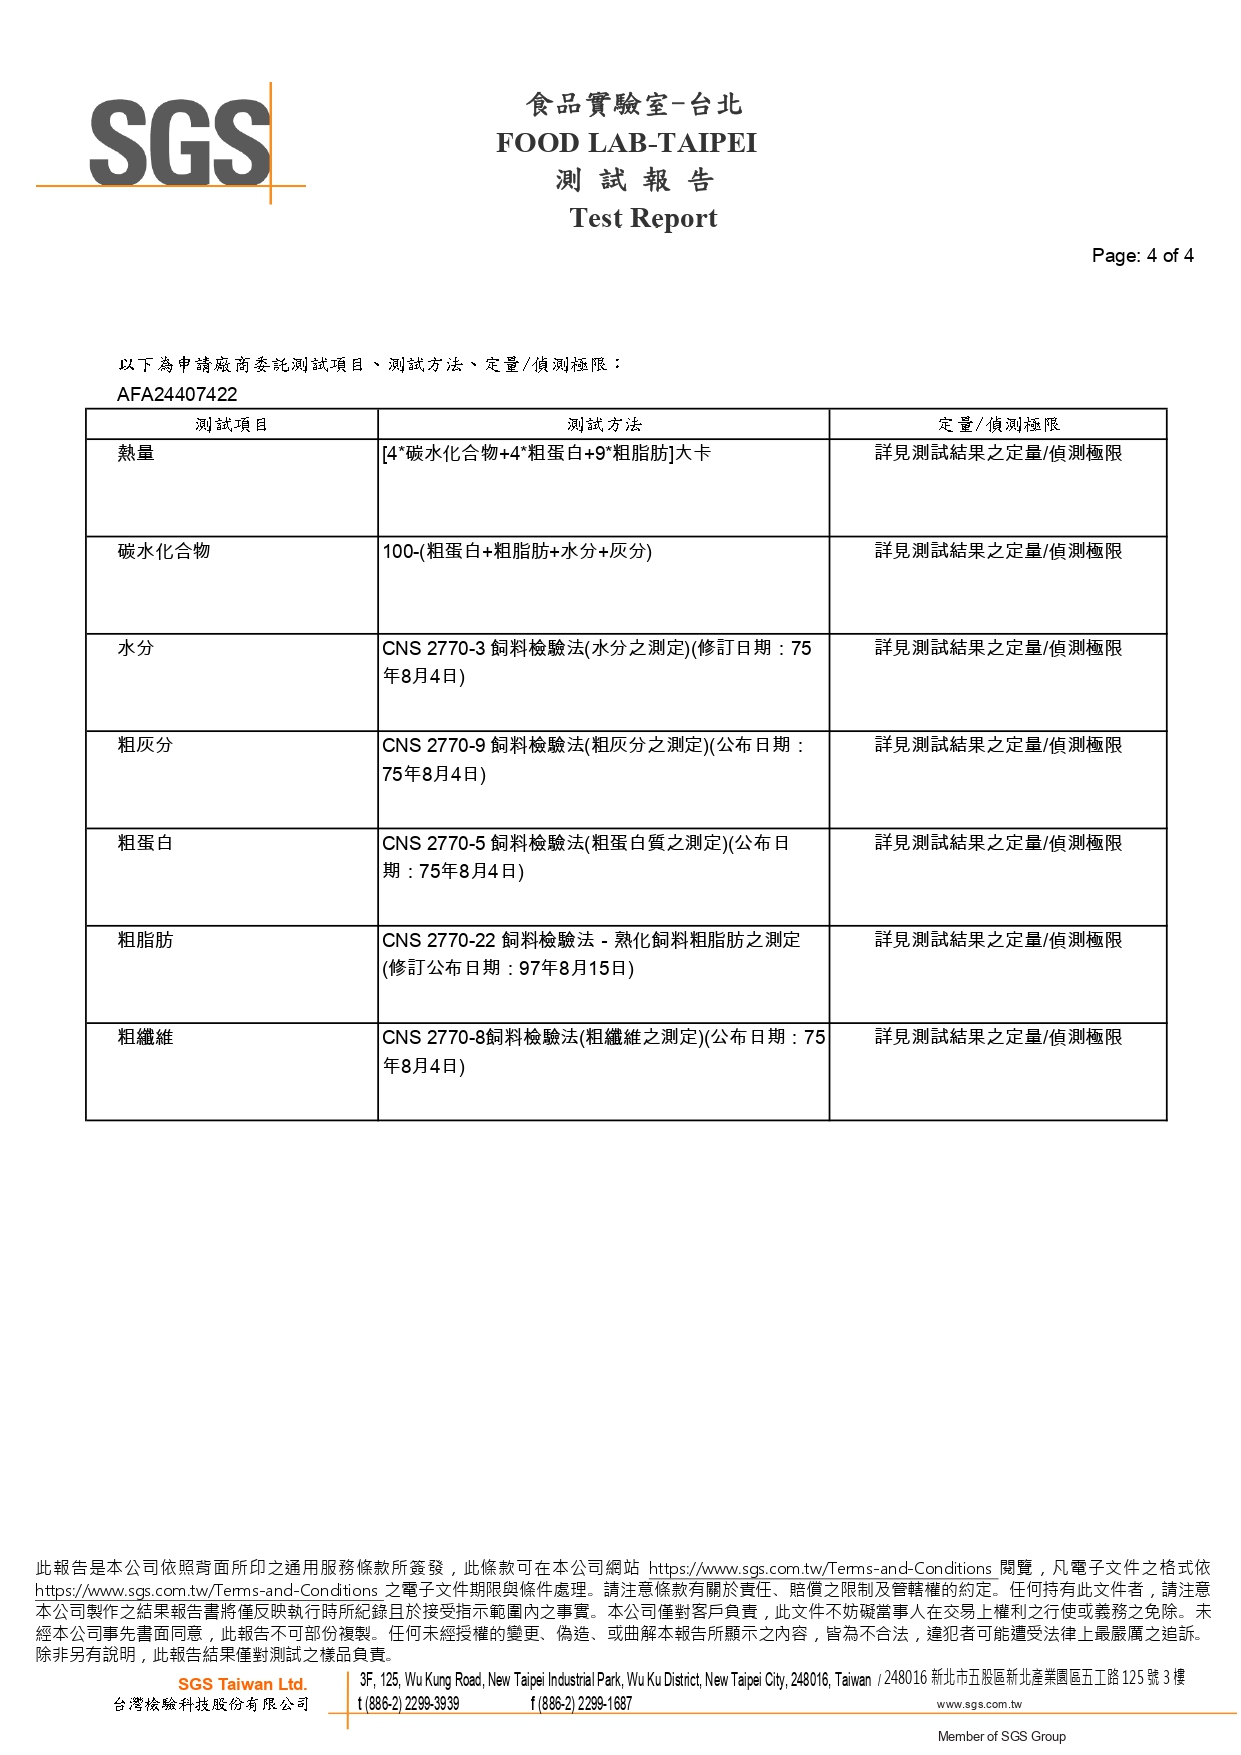 SGS
食品實驗室-台北
FOOD LAB-TAIPEI
測 試 報 告
Test Report
Page: 4 of 4
以下為申請廠商委託測試項目、測試方法、定量/偵測極限：
AFA24407422
測試項目 測試方法 定量/偵測極限
熱量 [4*碳水化合物+4*粗蛋白+9*粗脂肪]大卡 詳見測試結果之定量/偵測極限
碳水化合物 100-(粗蛋白+粗脂肪+水分+灰分) 詳見測試結果之定量/偵測極限
水分 CNS 2770-3 飼料檢驗法(水分之測定)(修訂日期：75 詳見測試結果之定量/偵測極限
年8月4日)
粗灰分 CNS 2770-9 飼料檢驗法(粗灰分之測定)(公布日期： 詳見測試結果之定量/偵測極限
75年8月4日)
粗蛋白 CNS 2770-5 飼料檢驗法(粗蛋白質之測定)(公布日 詳見測試結果之定量/偵測極限
期：75年8月4日)
粗脂肪 CNS 2770-22 飼料檢驗法－熟化飼料粗脂肪之測定 詳見測試結果之定量/偵測極限
(修訂公布日期：97年8月15日)
粗纖維 CNS 2770-8飼料檢驗法(粗纖維之測定)(公布日期：75 詳見測試結果之定量/偵測極限
年8月4日)
此報告是本公司依照背面所印之通用服務條款所簽發，此條款可在本公司網站 https://www.sgs.com.tw/Terms-and-Conditions 閱覽，凡電子文件之格式依
https://www.sgs.com.tw/Terms-and-Conditions 之電子文件期限與條件處理。請注意條款有關於責任、賠償之限制及管轄權的約定。任何持有此文件者，請注意
本公司製作之結果報告書將僅反映執行時所紀錄且於接受指示範圍內之事實。本公司僅對客戶負責，此文件不妨礙當事人在交易上權利之行使或義務之免除。未
經本公司事先書面同意，此報告不可部份複製。任何未經授權的變更、偽造、或曲解本報告所顯示之內容，皆為不合法，違犯者可能遭受法律上最嚴厲之追訴。
除非另有說明，此報告結果僅對測試之樣品負責。
SGS Taiwan Ltd. 3F, 125, Wu Kung Road, New Taipei Industrial Park, Wu Ku District, New Taipei City, 248016, Taiwan / 248016 新北市五股區新北產業園區五工路 125 號 3 樓
台灣檢驗科技股份有限公司 t (886-2) 2299-3939 f (886-2) 2299-1687 www.sgs.com.tw
Member of SGS Group